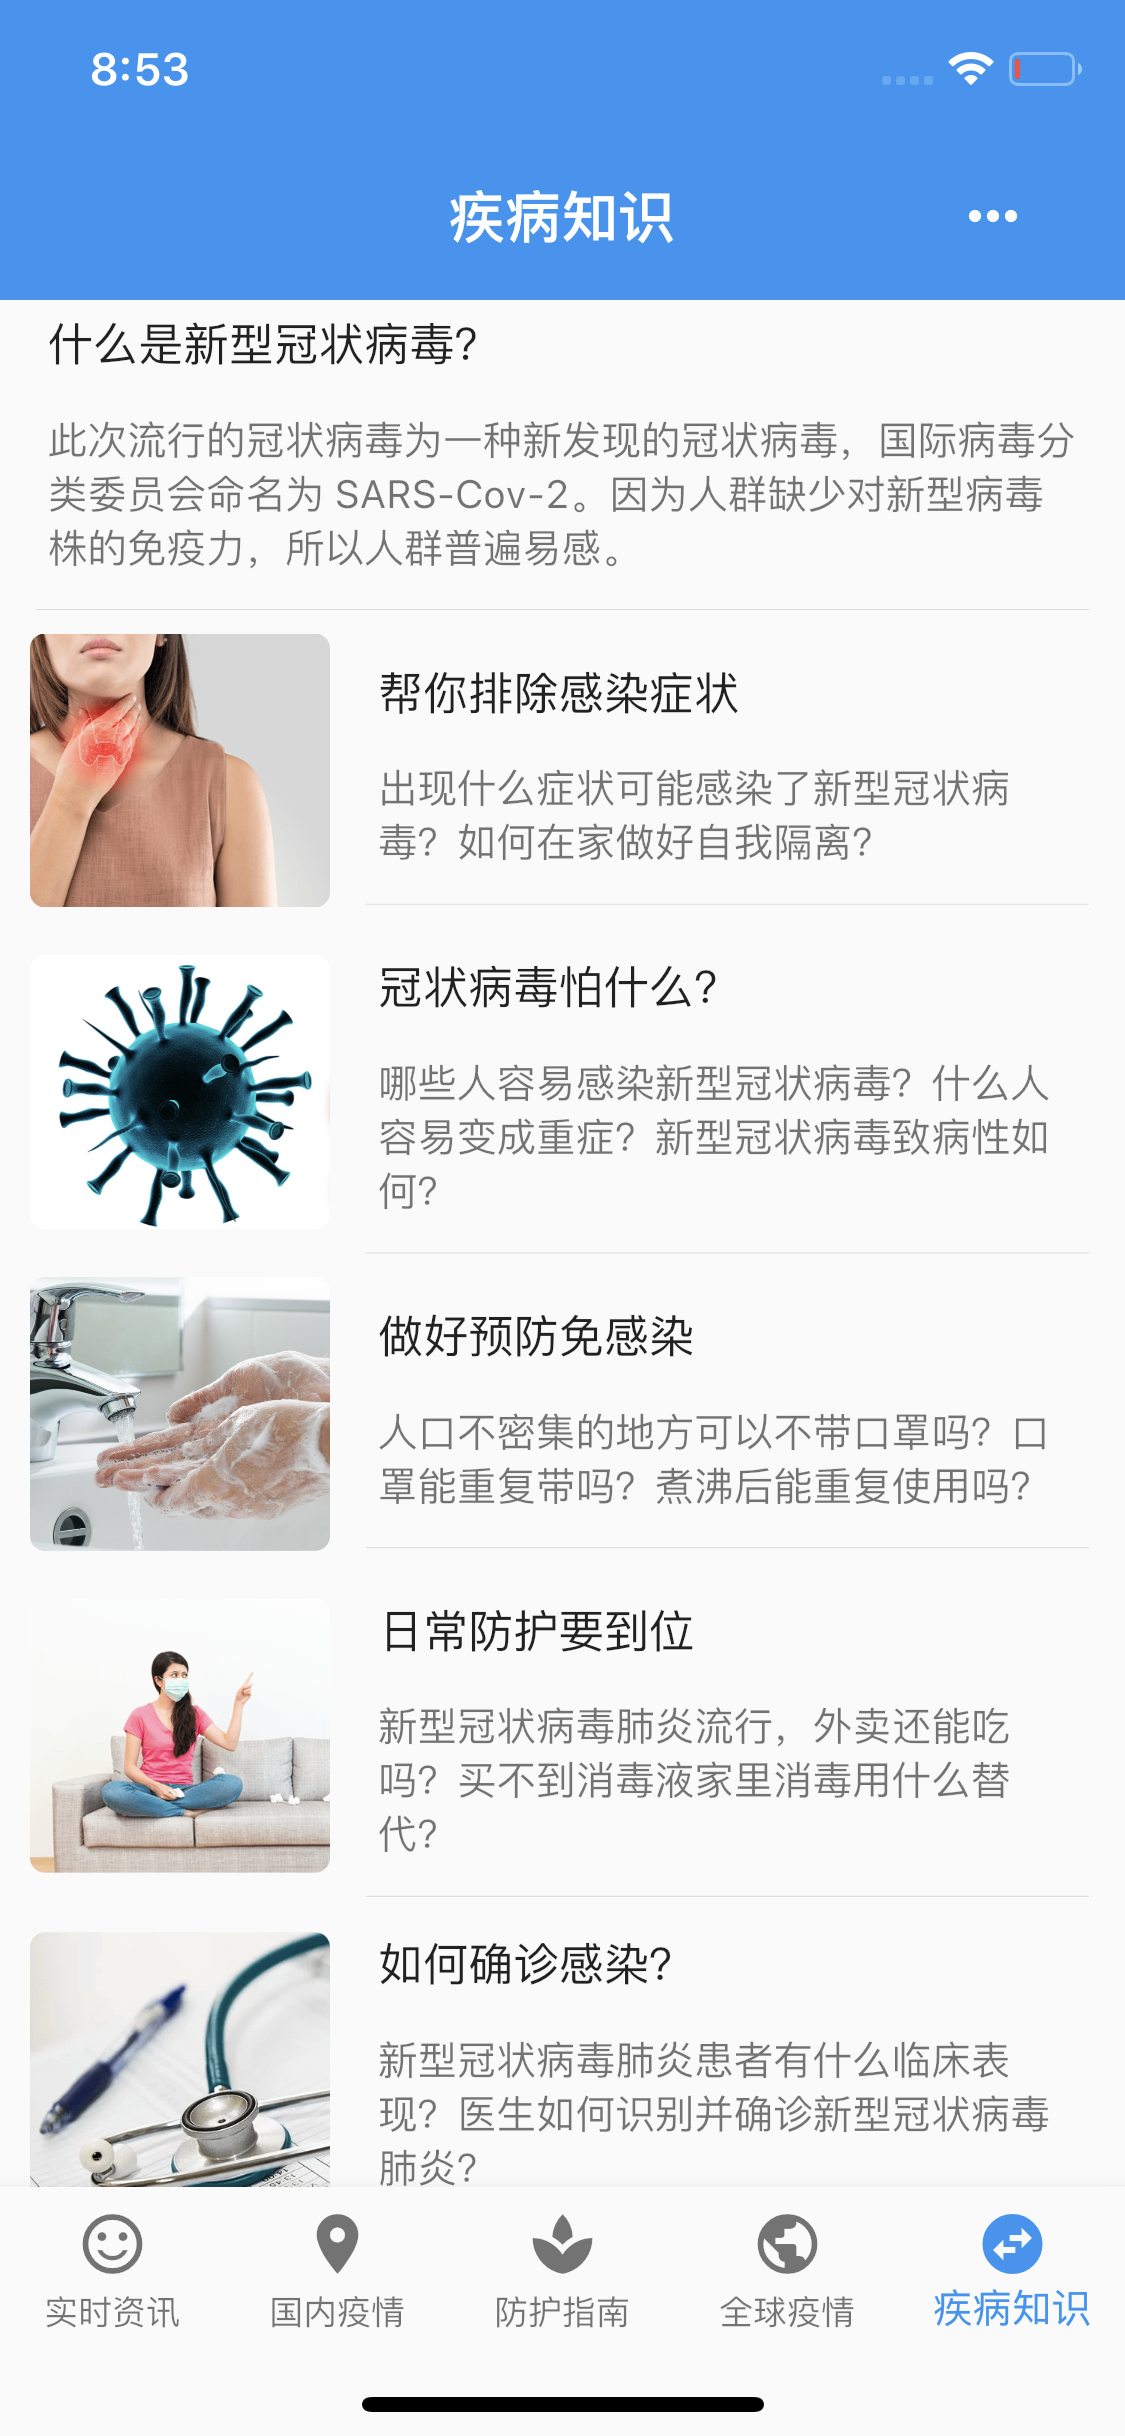 8:53
疾病知识
什么是新型冠状病毒?
此次流行的冠状病毒为一种新发现的冠状病毒，国际病毒分
类委员会命名为 SARS-Cov-2。因为人群缺少对新型病毒
株的免疫力，所以人群普遍易感。
帮你排除感染症状
出现什么症状可能感染了新型冠状病
毒？如何在家做好自我隔离？
冠状病毒怕什么？
哪些人容易感染新型冠状病毒？什么人
容易变成重症？新型冠状病毒致病性如
何？
做好预防免感染
人口不密集的地方可以不带口罩吗？口
罩能重复带吗？煮沸后能重复使用吗？
日常防护要到位
新型冠状病毒肺炎流行，外卖还能吃
吗？买不到消毒液家里消毒用什么替
代？
如何确诊感染？
新型冠状病毒肺炎患者有什么临床表
现？医生如何识别并确诊新型冠状病毒
肺炎？
实时资讯
国内疫情
防护指南
全球疫情
疾病知识